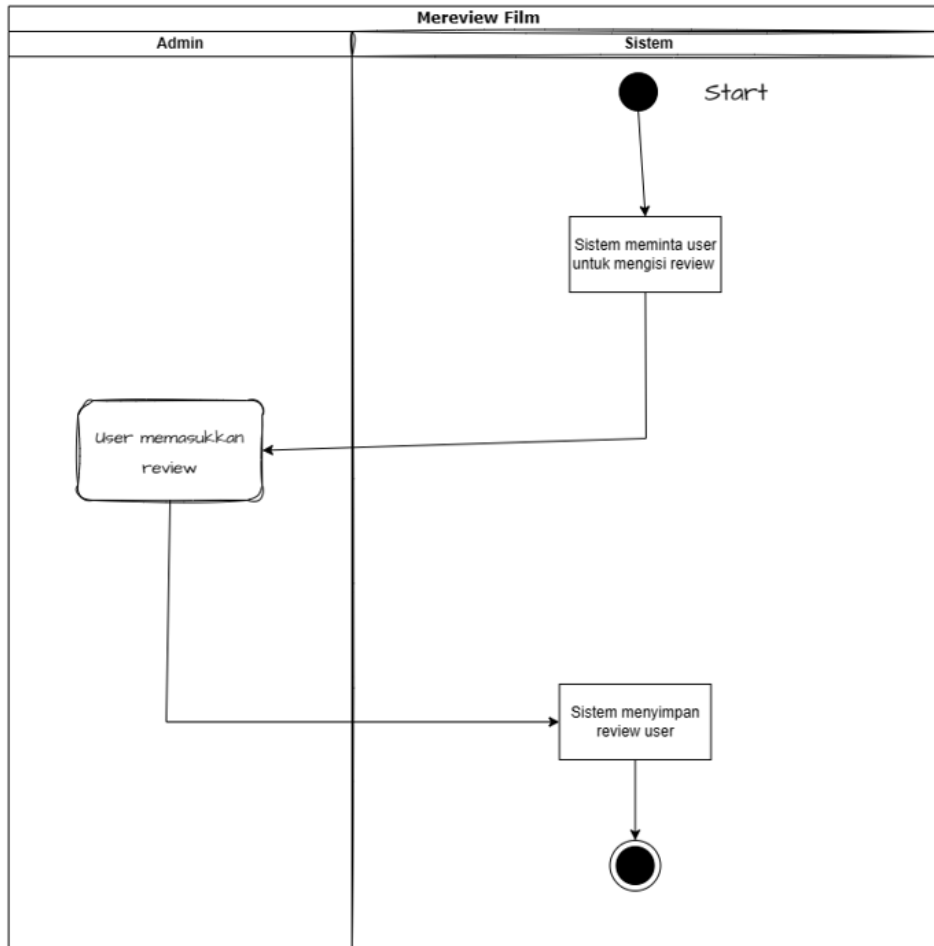 Mereview Film
Admin
Sistem
Start
Sistem meminta user
untuk mengisi review
User memasukkan
review
Sistem menyimpan
review user